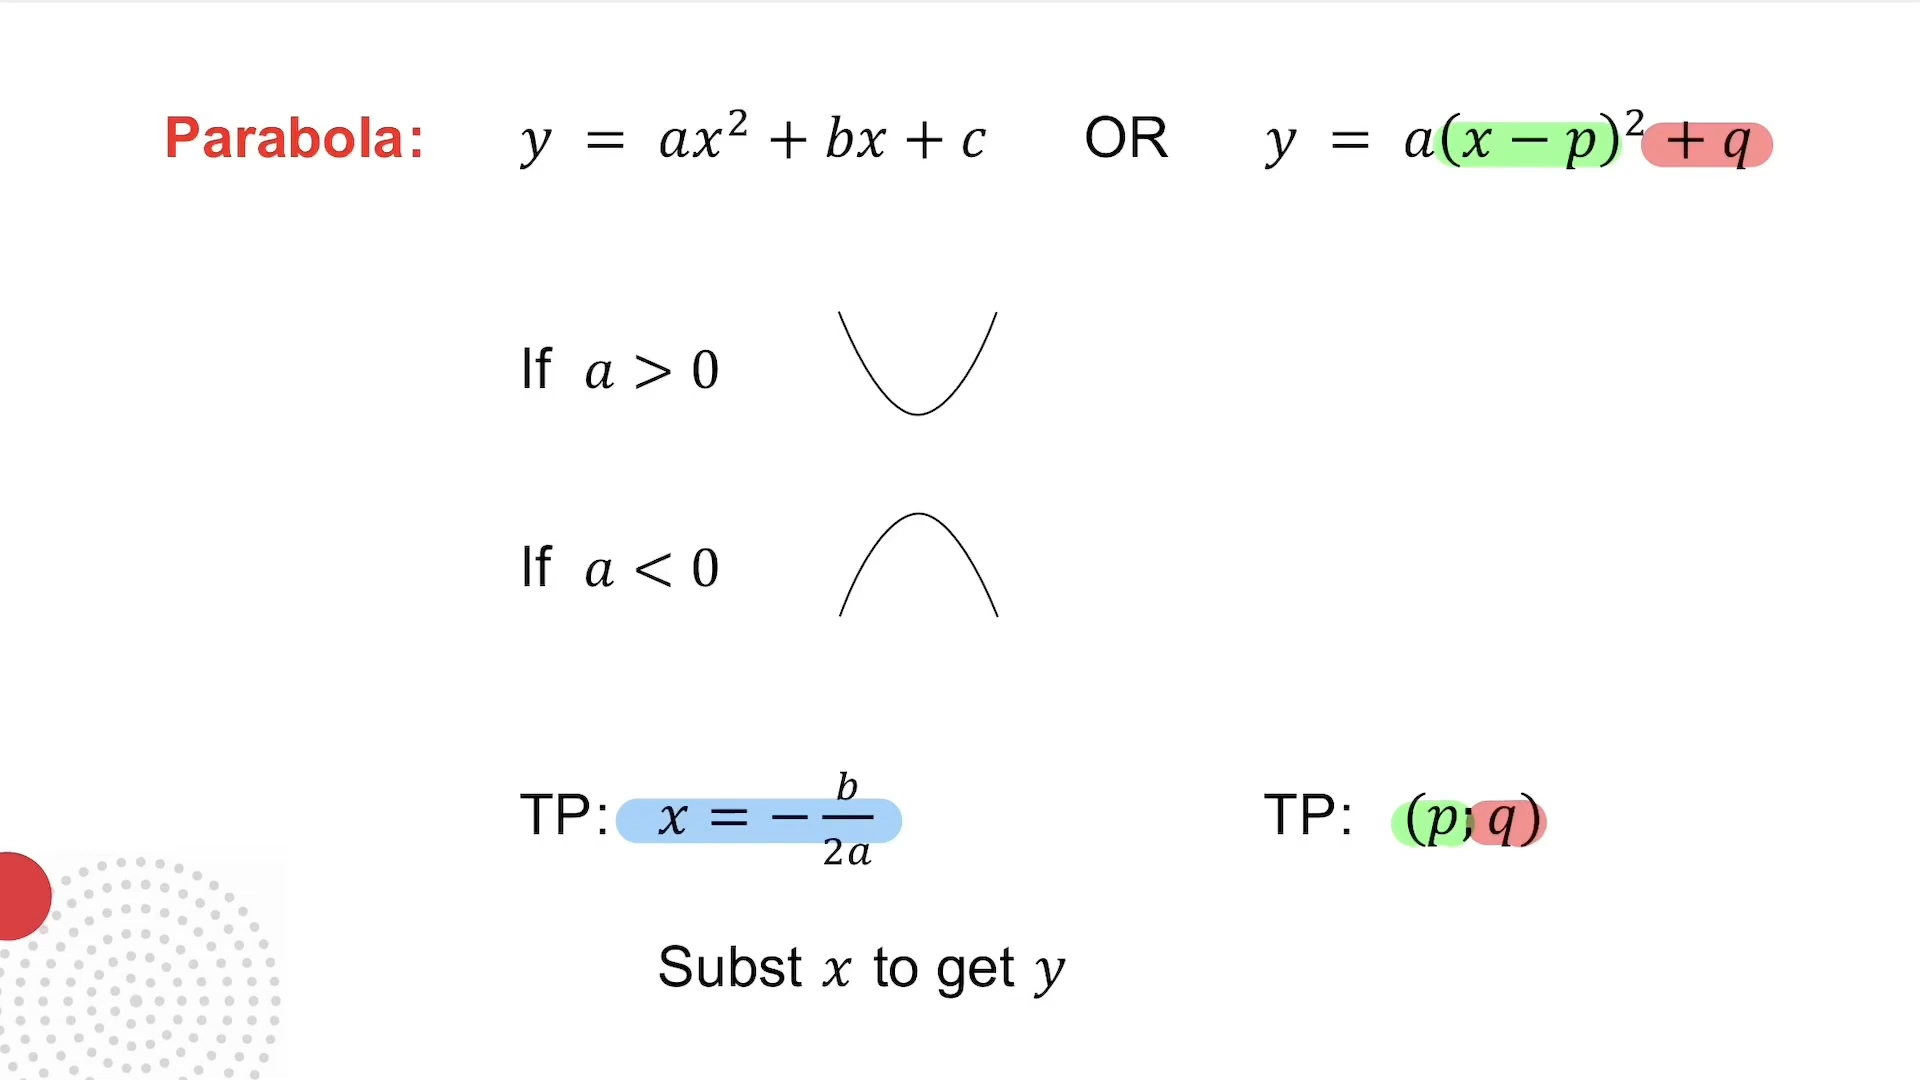 Parabola: y = ax² + bx + c OR y = a(x − p)² + q
If a > 0
If a < 0
TP: x = −b/2a TP: (p; q)
Subst x to get y